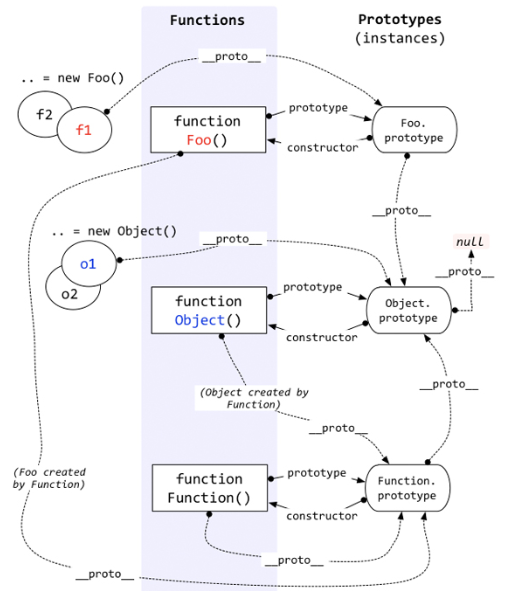 Functions
Prototypes
(instances)
__proto__
.. = new Foo()
f2
f1
function
Foo()
prototype
constructor
Foo.
prototype
__proto__
.. = new Object()
o1
o2
__proto__
null
__proto__
function
Object()
prototype
constructor
Object.
prototype
(Object created by
Function)
__proto__
__proto__
function
Function()
prototype
constructor
Function.
prototype
(Foo created
by Function)
__proto__
__proto__